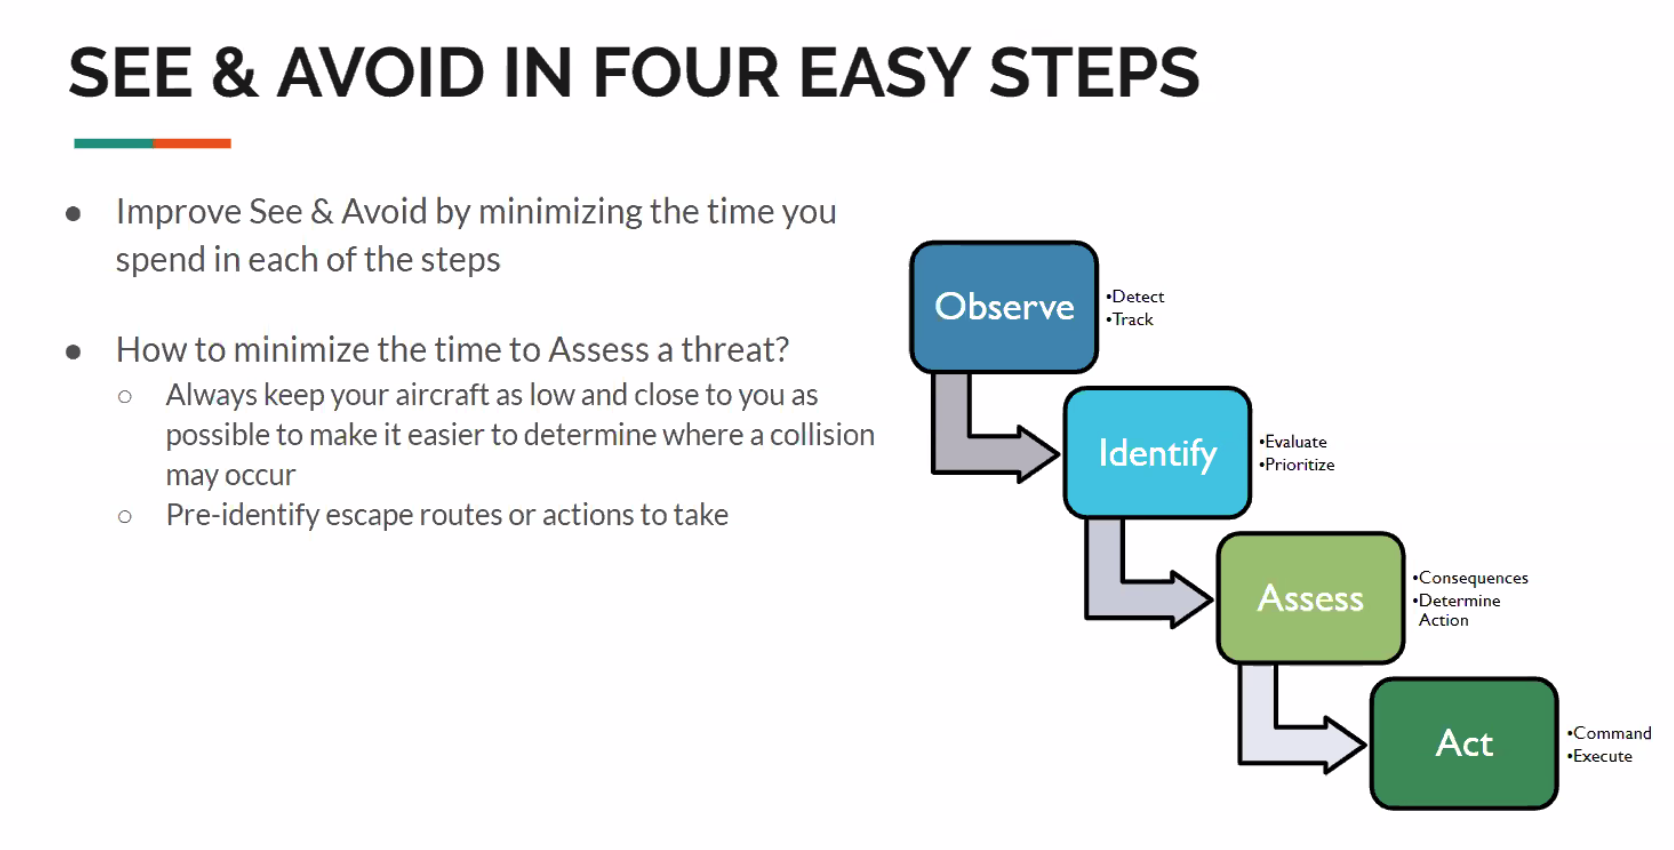 SEE & AVOID IN FOUR EASY STEPS
● Improve See & Avoid by minimizing the time you
spend in each of the steps
● How to minimize the time to Assess a threat?
○ Always keep your aircraft as low and close to you as
possible to make it easier to determine where a collision
may occur
○ Pre-identify escape routes or actions to take
Observe
•Detect
•Track
Identify
•Evaluate
•Prioritize
Assess
•Consequences
•Determine
Action
Act
•Command
•Execute